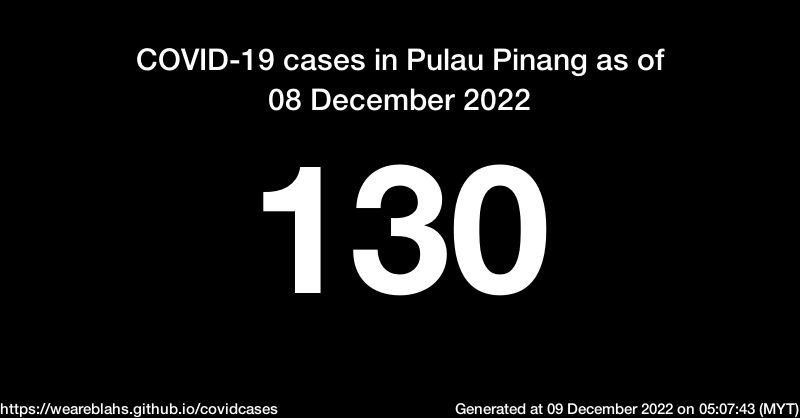 COVID-19 cases in Pulau Pinang as of
08 December 2022
130
https://weareblahs.github.io/covidcases
Generated at 09 December 2022 on 05:07:43 (MYT)